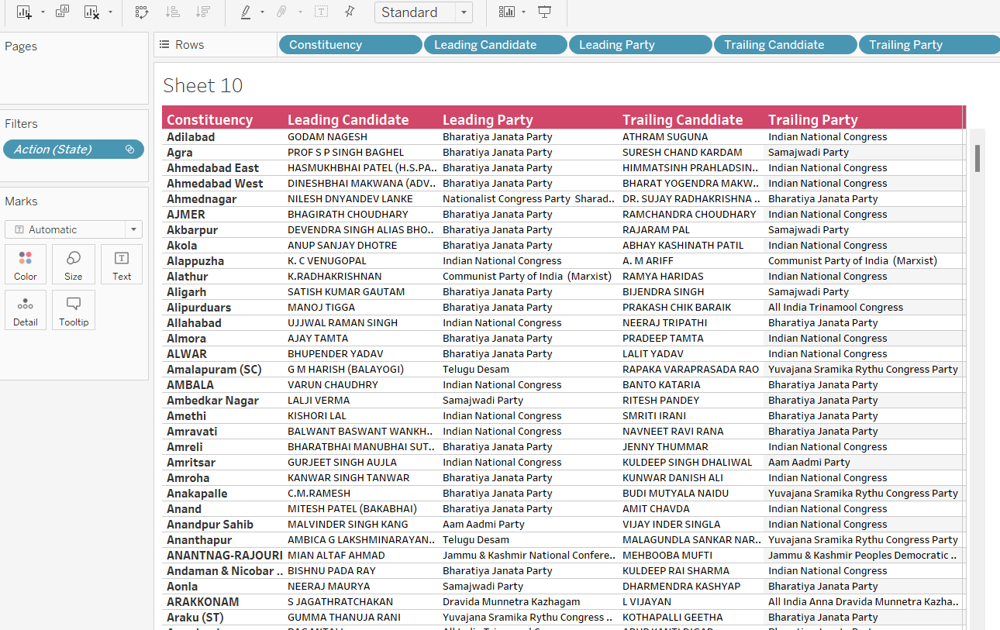 Standard
Pages
Rows Constituency Leading Candidate Leading Party Trailing Canddiate Trailing Party
Sheet 10
Filters
Action (State)
Marks
Automatic
Color Size Text
Detail Tooltip
Constituency Leading Candidate Leading Party Trailing Canddiate Trailing Party
Adilabad GODAM NAGESH Bharatiya Janata Party ATHRAM SUGUNA Indian National Congress
Agra PROF S P SINGH BAGHEL Bharatiya Janata Party SURESH CHAND KARDAM Samajwadi Party
Ahmedabad East HASMUKHBHAI PATEL (H.S.PA.. Bharatiya Janata Party HIMMATSINH PRAHLADSIN.. Indian National Congress
Ahmedabad West DINESHBHAI MAKWANA (ADV.. Bharatiya Janata Party BHARAT YOGENDRA MAKW.. Indian National Congress
Ahmednagar NILESH DNYANDEV LANKE Nationalist Congress Party Sharad.. DR. SUJAY RADHAKRISHNA .. Bharatiya Janata Party
AJMER BHAGIRATH CHOUDHARY Bharatiya Janata Party RAMCHANDRA CHOUDHARY Indian National Congress
Akbarpur DEVENDRA SINGH ALIAS BHO.. Bharatiya Janata Party RAJARAM PAL Samajwadi Party
Akola ANUP SANJAY DHOTRE Bharatiya Janata Party ABHAY KASHINATH PATIL Indian National Congress
Alappuzha K. C VENUGOPAL Indian National Congress A. M ARIFF Communist Party of India (Marxist)
Alathur K.RADHAKRISHNAN Communist Party of India (Marxist) RAMYA HARIDAS Indian National Congress
Aligarh SATISH KUMAR GAUTAM Bharatiya Janata Party BIJENDRA SINGH Samajwadi Party
Alipurduars MANOJ TIGGA Bharatiya Janata Party PRAKASH CHIK BARAIK All India Trinamool Congress
Allahabad UJJWAL RAMAN SINGH Indian National Congress NEERAJ TRIPATHI Bharatiya Janata Party
Almora AJAY TAMTA Bharatiya Janata Party PRADEEP TAMTA Indian National Congress
ALWAR BHUPENDER YADAV Bharatiya Janata Party LALIT YADAV Indian National Congress
Amalapuram (SC) G M HARISH (BALAYOGI) Telugu Desam RAPAKA VARAPRASADA RAO Yuvajana Sramika Rythu Congress Party
AMBALA VARUN CHAUDHRY Indian National Congress BANTO KATARIA Bharatiya Janata Party
Ambedkar Nagar LALJI VERMA Samajwadi Party RITESH PANDEY Bharatiya Janata Party
Amethi KISHORI LAL Indian National Congress SMRITI IRANI Bharatiya Janata Party
Amravati BALWANT BASWANT WANKH.. Indian National Congress NAVNEET RAVI RANA Bharatiya Janata Party
Amreli BHARATBHAI MANUBHAI SUT.. Bharatiya Janata Party JENNY THUMMAR Indian National Congress
Amritsar GURJEET SINGH AUJLA Indian National Congress KULDEEP SINGH DHALIWAL Aam Aadmi Party
Amroha KANWAR SINGH TANWAR Bharatiya Janata Party KUNWAR DANISH ALI Indian National Congress
Anakapalle C.M.RAMESH Bharatiya Janata Party BUDI MUTYALA NAIDU Yuvajana Sramika Rythu Congress Party
Anand MITESH PATEL (BAKABHAI) Bharatiya Janata Party AMIT CHAVDA Indian National Congress
Anandpur Sahib MALVINDER SINGH KANG Aam Aadmi Party VIJAY INDER SINGLA Indian National Congress
Ananthapur AMBICA G LAKSHMINARAYAN.. Telugu Desam MALAGUNDLA SANKAR NAR.. Yuvajana Sramika Rythu Congress Party
ANANTNAG-RAJOURI MIAN ALTAF AHMAD Jammu & Kashmir National Confere.. MEHBOOBA MUFTI Jammu & Kashmir Peoples Democratic ..
Andaman & Nicobar .. BISHNU PADA RAY Bharatiya Janata Party KULDEEP RAI SHARMA Indian National Congress
Aonla NEERAJ MAURYA Samajwadi Party DHARMENDRA KASHYAP Bharatiya Janata Party
ARAKKONAM S JAGATHRATCHAKAN Dravida Munnetra Kazhagam L VIJAYAN All India Anna Dravida Munnetra Kazha..
Araku (ST) GUMMA THANUJA RANI Yuvajana Sramika Rythu Congress .. KOTHAPALLI GEETHA Bharatiya Janata Party